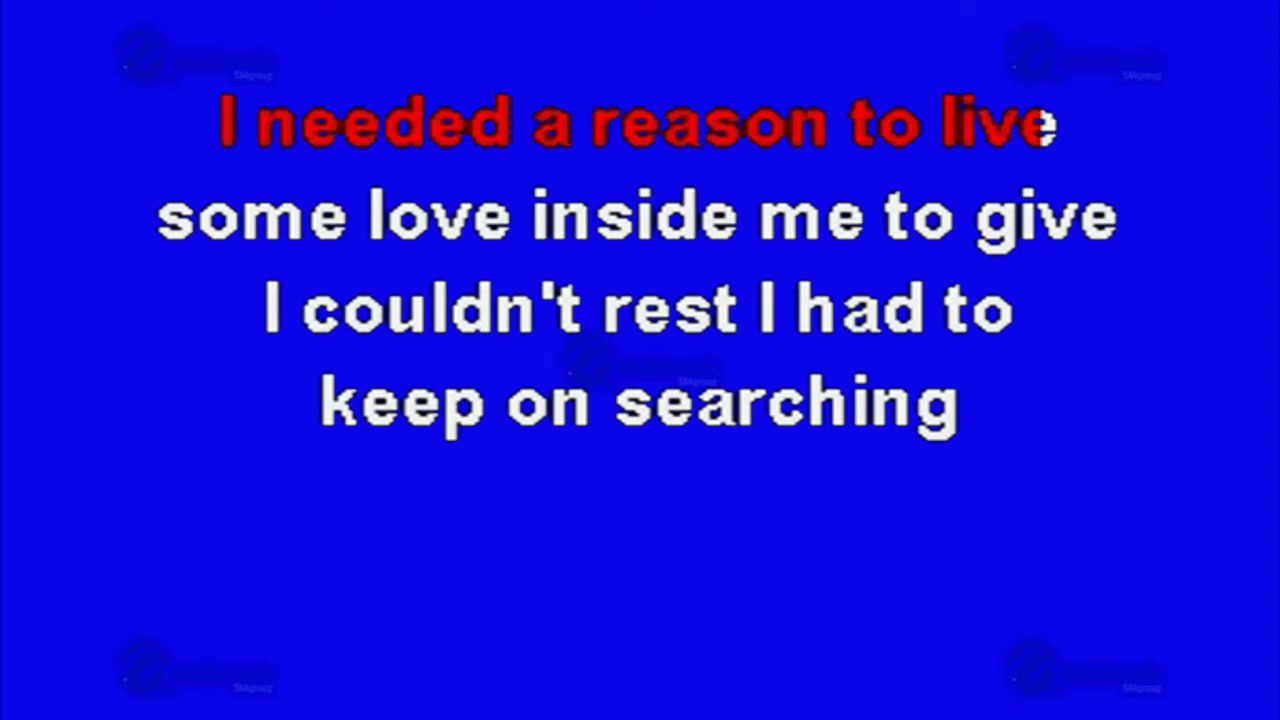 I needed a reason to live
some love inside me to give
I couldn't rest I had to
keep on searching